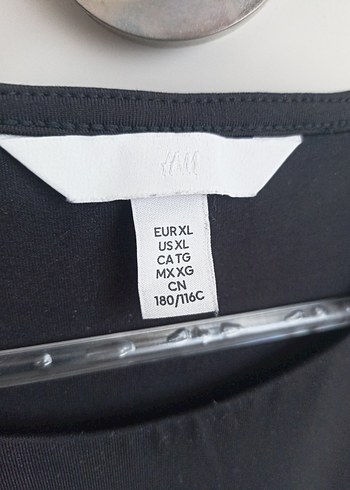 H&M
EUR XL
US XL
CA TG
MX XG
CN
180/116C